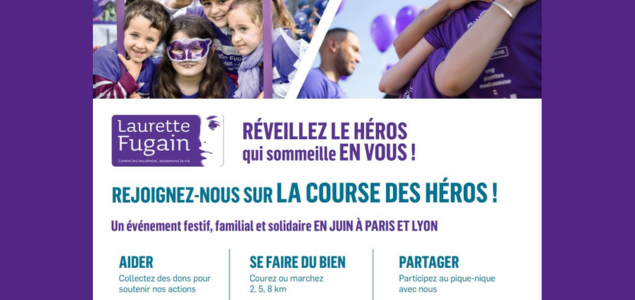 Laurette
Fugain
Contre les leucémies, soutenons la vie
RÉVEILLEZ LE HÉROS
qui sommeille EN VOUS !
REJOIGNEZ-NOUS SUR LA COURSE DES HÉROS !
Un événement festif, familial et solidaire EN JUIN À PARIS ET LYON
AIDER
Collectez des dons pour
soutenir nos actions
SE FAIRE DU BIEN
Courez ou marchez
2, 5, 8 km
PARTAGER
Participez au pique-nique
avec nous